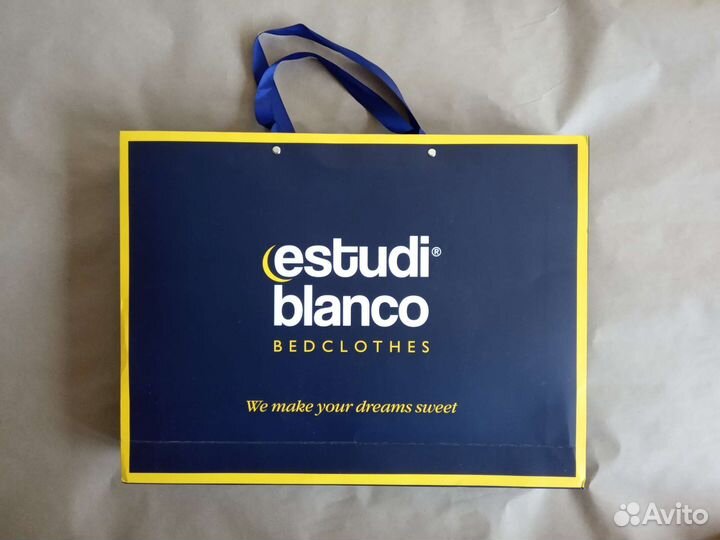 estudi®
blanco
BEDCLOTHES
We make your dreams sweet
Avito